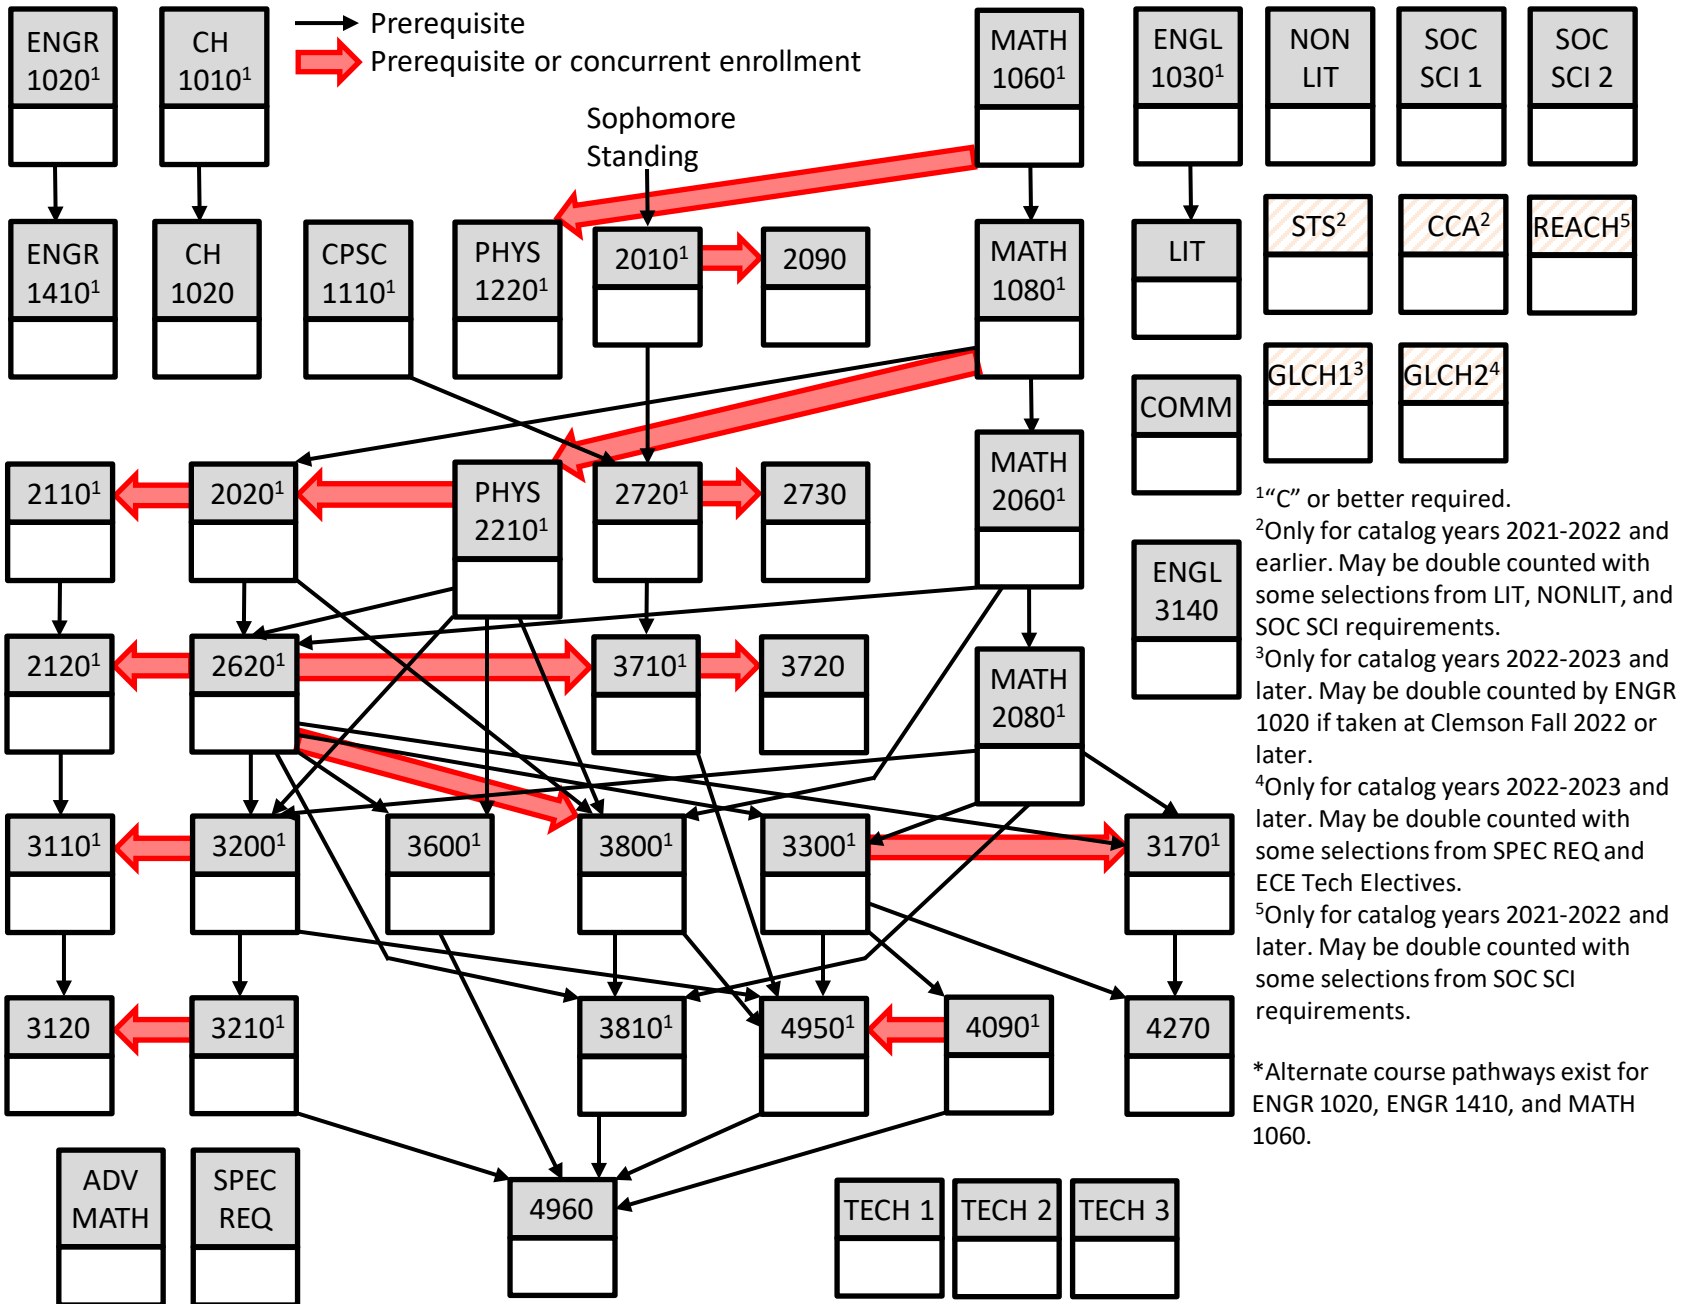 Prerequisite
Prerequisite or concurrent enrollment
ENGR
1020¹
CH
1010¹
MATH
1060¹
ENGL
1030¹
NON
LIT
SOC
SCI 1
SOC
SCI 2
Sophomore
Standing
ENGR
1410¹
CH
1020
CPSC
1110¹
PHYS
1220¹
2010¹
2090
MATH
1080¹
LIT
STS²
CCA²
REACH⁵
GLCH1³
GLCH2⁴
COMM
2110¹
2020¹
PHYS
2210¹
2720¹
2730
MATH
2060¹
ENGL
3140
2120¹
2620¹
3710¹
3720
MATH
2080¹
3110¹
3200¹
3600¹
3800¹
3300¹
3170¹
3120
3210¹
3810¹
4950¹
4090¹
4270
ADV
MATH
SPEC
REQ
4960
TECH 1
TECH 2
TECH 3
¹“C” or better required.
²Only for catalog years 2021-2022 and
earlier. May be double counted with
some selections from LIT, NONLIT, and
SOC SCI requirements.
³Only for catalog years 2022-2023 and
later. May be double counted by ENGR
1020 if taken at Clemson Fall 2022 or
later.
⁴Only for catalog years 2022-2023 and
later. May be double counted with
some selections from SPEC REQ and
ECE Tech Electives.
⁵Only for catalog years 2021-2022 and
later. May be double counted with
some selections from SOC SCI
requirements.
*Alternate course pathways exist for
ENGR 1020, ENGR 1410, and MATH
1060.